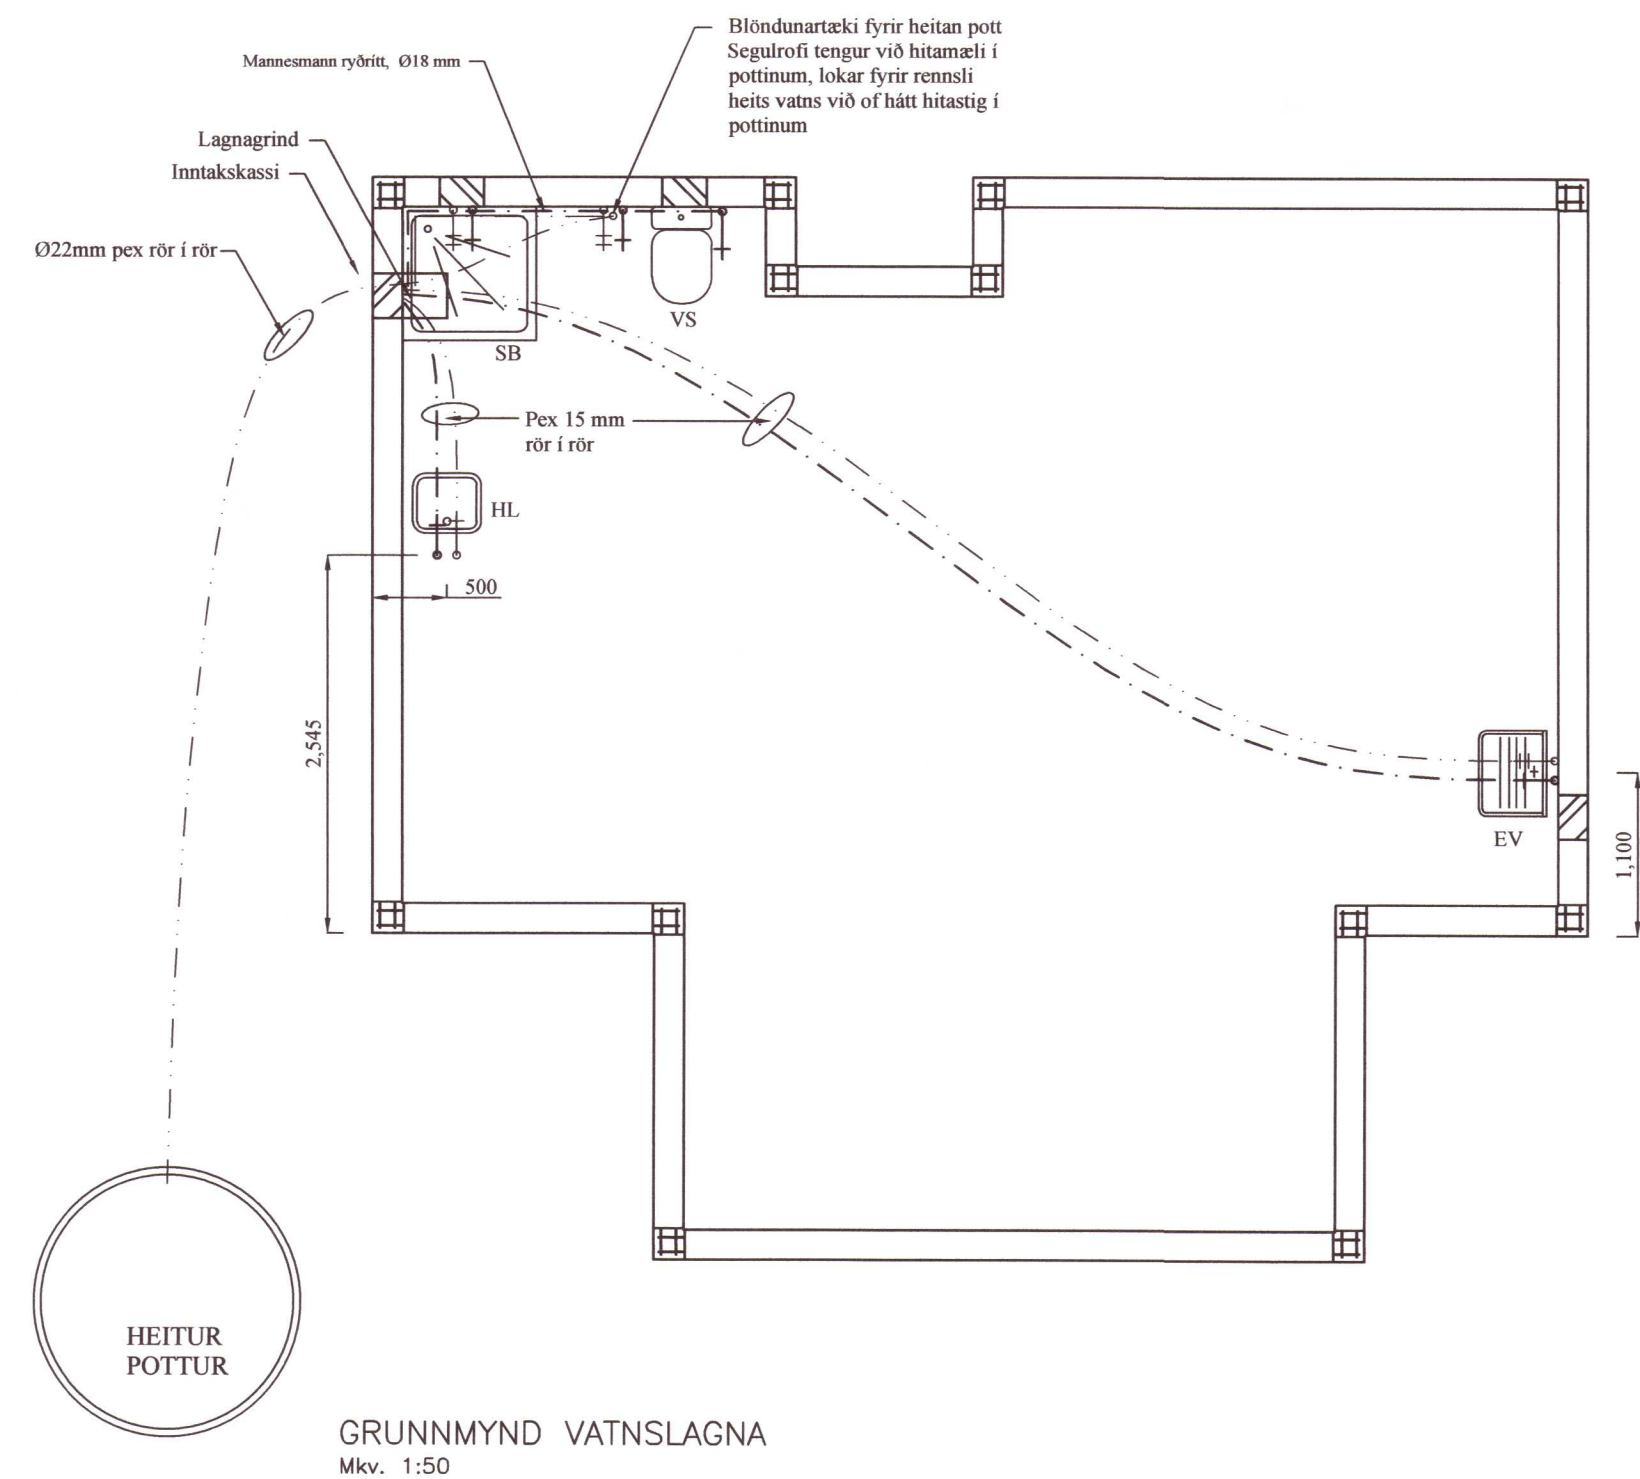 Blöndunartæki fyrir heitan pott
Segulrofi tengur við hitamæli í
pottinum, lokar fyrir rennsli
heits vatns við of hátt hitastig í
pottinum
Mannesmann ryðrítt, Ø18 mm
Lagnagrind
Inntakskassi
Ø22mm pex rör í rör
VS
SB
Pex 15 mm
rör í rör
HL
500
2,545
EV
1,100
HEITUR
POTTUR
GRUNNMYND VATNSLAGNA
Mkv. 1:50